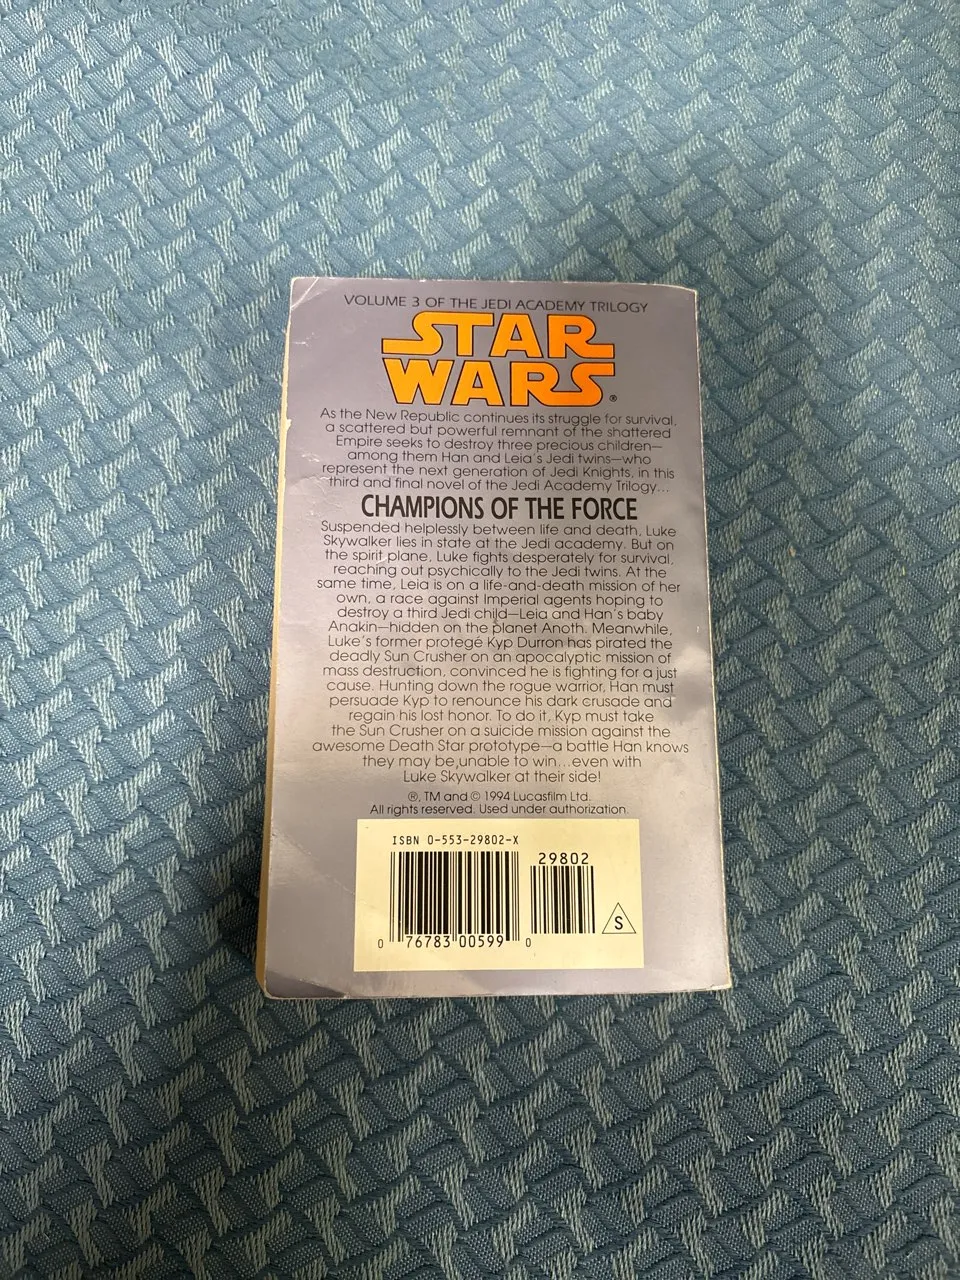 VOLUME 3 OF THE JEDI ACADEMY TRILOGY
STAR
WARS®
As the New Republic continues its struggle for survival,
a scattered but powerful remnant of the shattered
Empire seeks to destroy three precious children—
among them Han and Leia's Jedi twins—who
represent the next generation of Jedi Knights, in this
third and final novel of the Jedi Academy Trilogy...
CHAMPIONS OF THE FORCE
Suspended helplessly between life and death, Luke
Skywalker lies in state at the Jedi academy. But on
the spirit plane, Luke fights desperately for survival,
reaching out psychically to the Jedi twins. At the
same time, Leia is on a life-and-death mission of her
own, a race against Imperial agents hoping to
destroy a third Jedi child—Leia and Han's baby
Anakin—hidden on the planet Anoth. Meanwhile,
Luke's former protegé Kyp Durron has pirated the
deadly Sun Crusher on an apocalyptic mission of
mass destruction, convinced he is fighting for a just
cause. Hunting down the rogue warrior, Han must
persuade Kyp to renounce his dark crusade and
regain his lost honor. To do it, Kyp must take
the Sun Crusher on a suicide mission against the
awesome Death Star prototype—a battle Han knows
they may be unable to win...even with
Luke Skywalker at their side!
®, TM and © 1994 Lucasfilm Ltd.
All rights reserved. Used under authorization.
ISBN 0-553-29802-X
29802
S
0 76783 00599 0